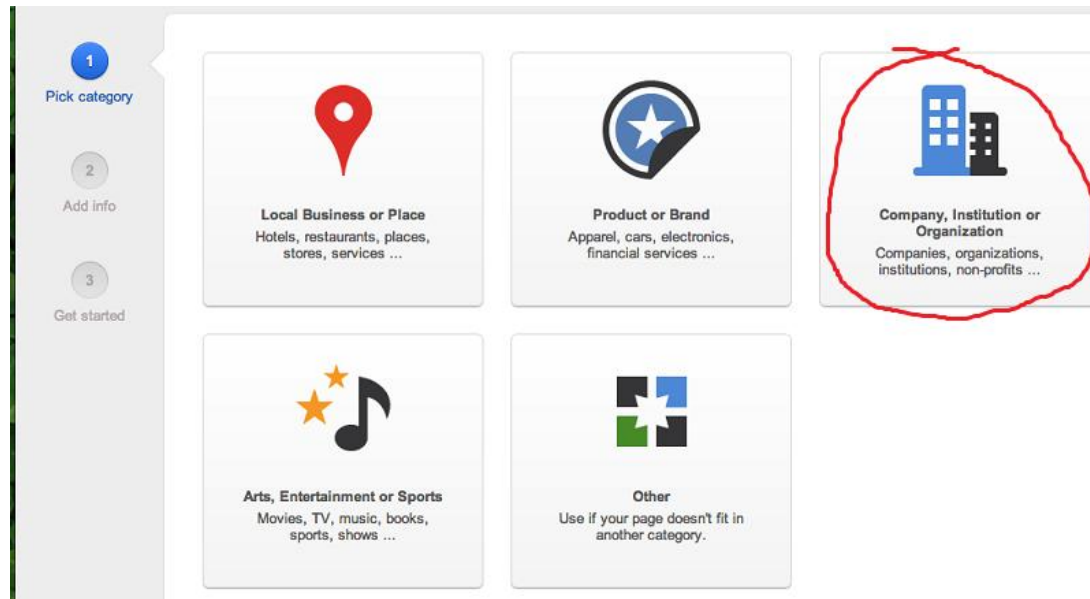 1
Pick category
2
Add info
3
Get started
Local Business or Place
Hotels, restaurants, places,
stores, services ...
Product or Brand
Apparel, cars, electronics,
financial services ...
Company, Institution or
Organization
Companies, organizations,
institutions, non-profits ...
Arts, Entertainment or Sports
Movies, TV, music, books,
sports, shows ...
Other
Use if your page doesn't fit in
another category.